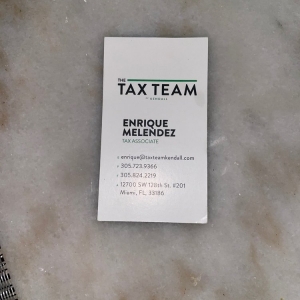 THE
TAX TEAM
KENDALL
ENRIQUE
MELENDEZ
TAX ASSOCIATE
enrique@taxteamkendall.com
305.723.9366
305.824.2219
12700 SW 128th St. #201
Miami, FL, 33186